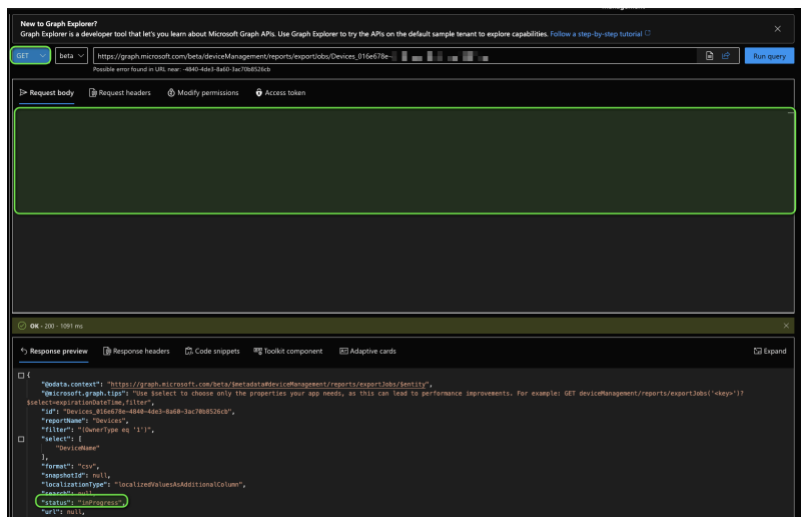 New to Graph Explorer?
Graph Explorer is a developer tool that let's you learn about Microsoft Graph APIs. Use Graph Explorer to try the APIs on the default sample tenant to explore capabilities. Follow a step-by-step tutorial
GET beta https://graph.microsoft.com/beta/deviceManagement/reports/exportJobs/Devices_016e678e- Run query
Possible error found in URL near: -4840-4de3-8a60-3ac70b8526cb
Request body Request headers Modify permissions Access token
OK - 200 - 1091 ms
Response preview Response headers Code snippets Toolkit component Adaptive cards Expand
{
"@odata.context": "https://graph.microsoft.com/beta/$metadata#deviceManagement/reports/exportJobs/$entity",
"@microsoft.graph.tips": "Use $select to choose only the properties your app needs, as this can lead to performance improvements. For example: GET deviceManagement/reports/exportJobs('<key>')?
$select=expirationDateTime,filter",
"id": "Devices_016e678e-4840-4de3-8a60-3ac70b8526cb",
"reportName": "Devices",
"filter": "(OwnerType eq '1')",
"select": [
"DeviceName"
],
"format": "csv",
"snapshotId": null,
"localizationType": "localizedValuesAsAdditionalColumn",
"search": null,
"status": "inProgress",
"url": null,